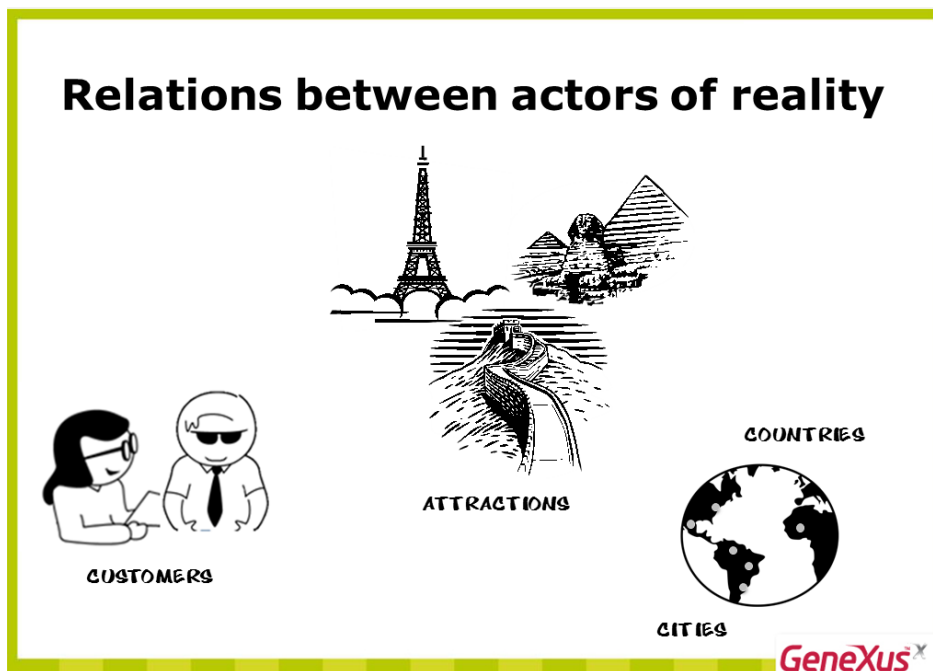 Relations between actors of reality
COUNTRIES
ATTRACTIONS
CUSTOMERS
CITIES
GeneXus X